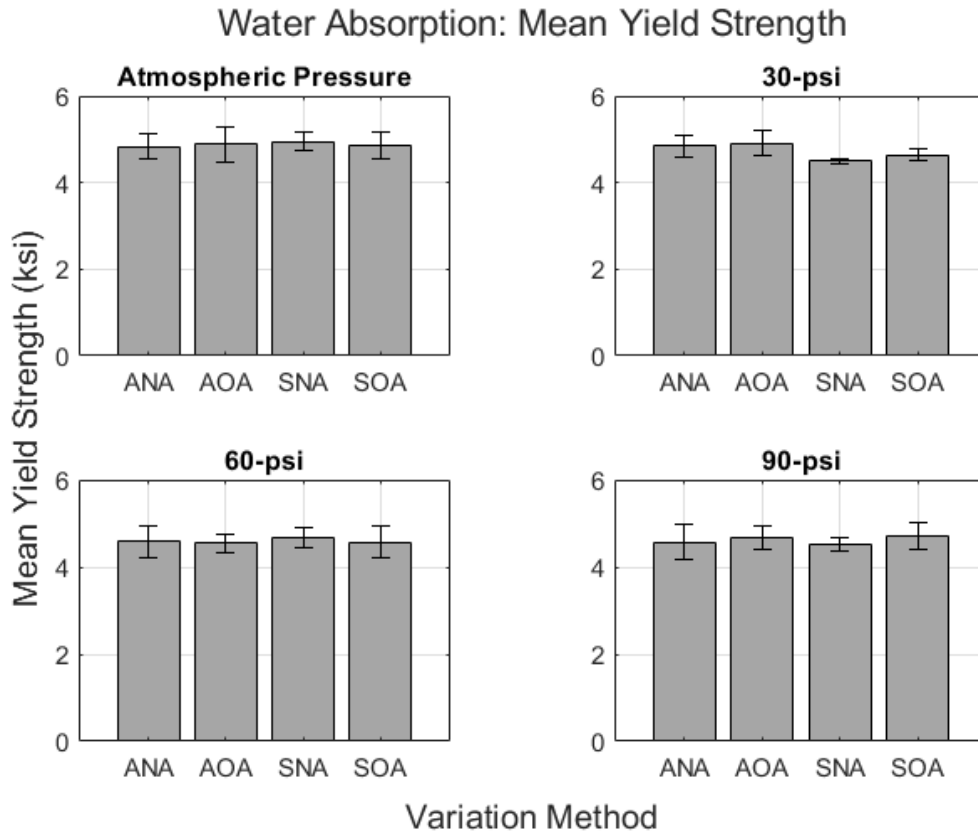 Water Absorption: Mean Yield Strength
Mean Yield Strength (ksi)
Atmospheric Pressure
6
4
2
0
ANA AOA SNA SOA
30-psi
6
4
2
0
ANA AOA SNA SOA
60-psi
6
4
2
0
ANA AOA SNA SOA
90-psi
6
4
2
0
ANA AOA SNA SOA
Variation Method